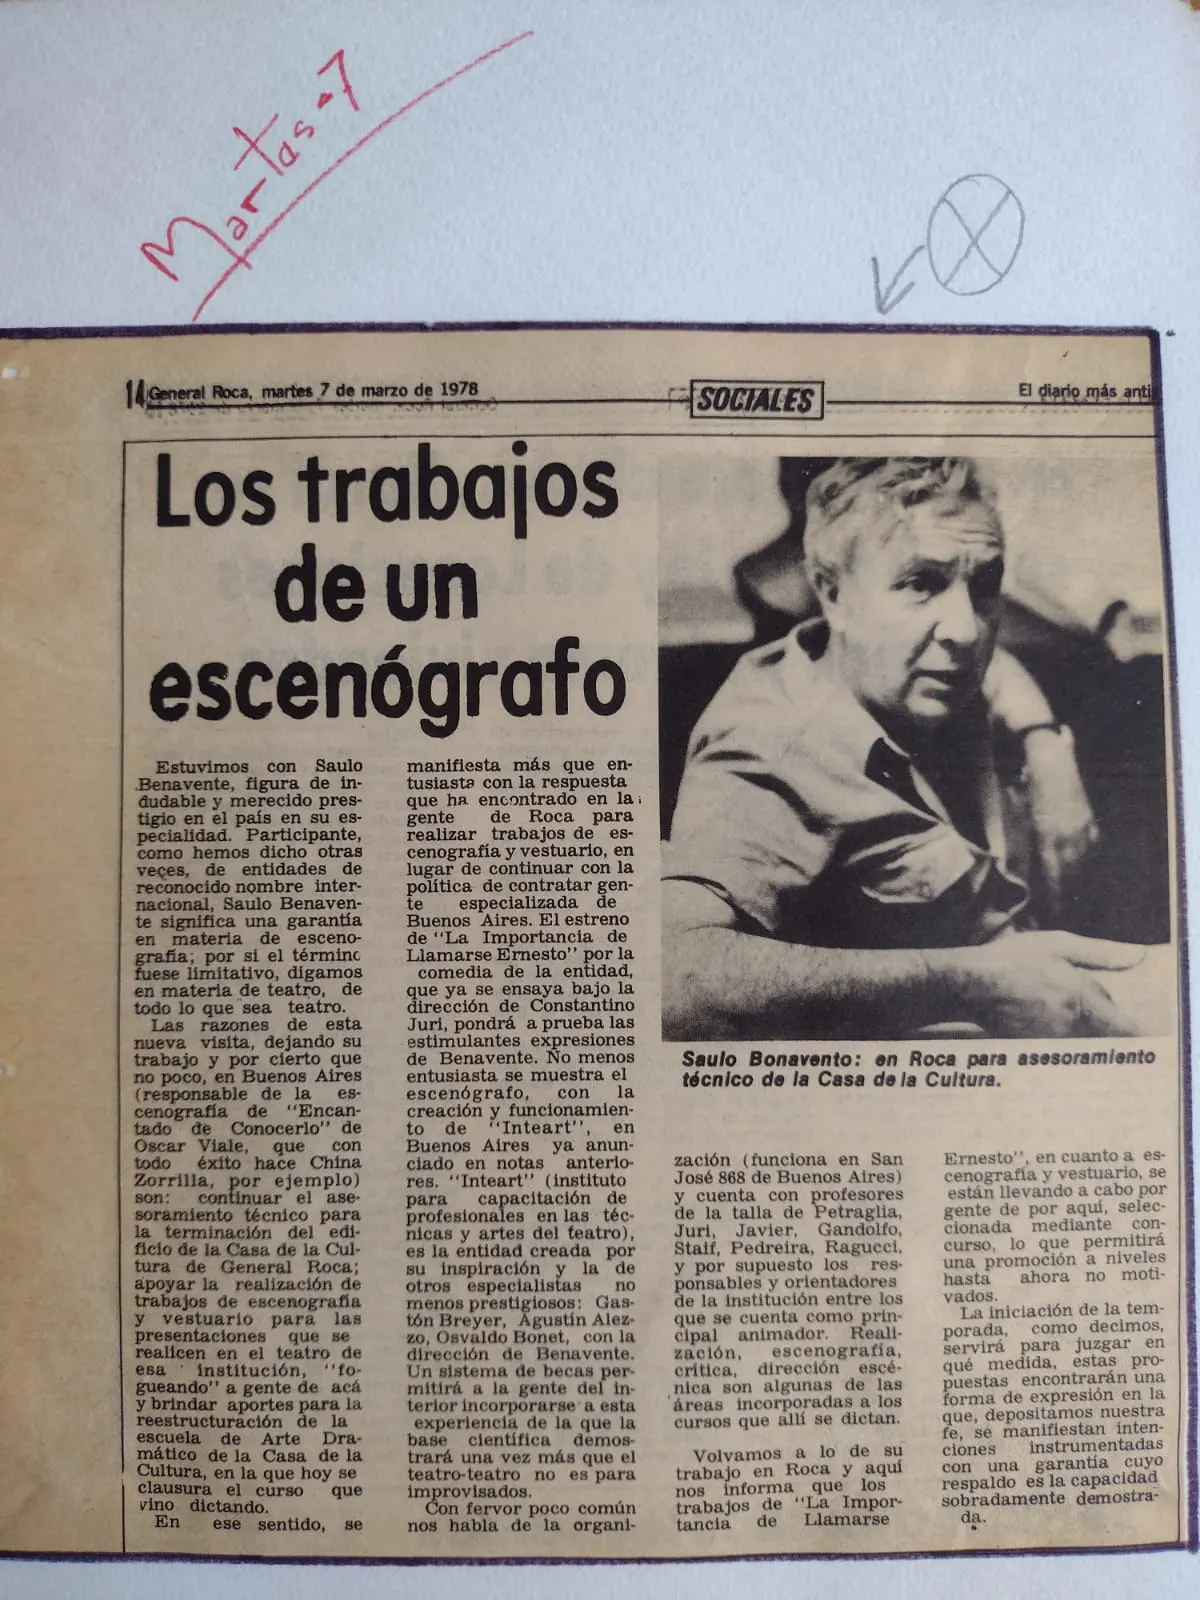 Martes 7
14 General Roca, martes 7 de marzo de 1978
SOCIALES
El diario más anti
Los trabajos
de un
escenógrafo
Estuvimos con Saulo
Benavente, figura de in-
dudable y merecido pres-
tigio en el país en su es-
pecialidad. Participante,
como hemos dicho otras
veces, de entidades de
reconocido nombre inter-
nacional, Saulo Benaven-
te significa una garantía
en materia de esceno-
grafía; por si el término
fuese limitativo, digamos
en materia de teatro, de
todo lo que sea teatro.
Las razones de esta
nueva visita, dejando su
trabajo y por cierto que
no poco, en Buenos Aires
(responsable de la es-
cenografía de "Encan-
tado de Conocerlo" de
Oscar Viale, que con
todo éxito hace China
Zorrilla, por ejemplo)
son: continuar el ase-
soramiento técnico para
la terminación del edi-
ficio de la Casa de la Cul-
tura de General Roca;
apoyar la realización de
trabajos de escenografía
y vestuario para las
presentaciones que se
realicen en el teatro de
esa institución, "fo-
gueando" a gente de acá
y brindar aportes para la
reestructuración de la
escuela de Arte Dra-
mático de la Casa de la
Cultura, en la que hoy se
clausura el curso que
vino dictando.
En ese sentido, se
manifiesta más que en-
tusiasta con la respuesta
que ha encontrado en la
gente de Roca para
realizar trabajos de es-
cenografía y vestuario, en
lugar de continuar con la
política de contratar gen-
te especializada de
Buenos Aires. El estreno
de "La Importancia de
Llamarse Ernesto" por la
comedia de la entidad,
que ya se ensaya bajo la
dirección de Constantino
Juri, pondrá a prueba las
estimulantes expresiones
de Benavente. No menos
entusiasta se muestra el
escenógrafo, con la
creación y funcionamien-
to de "Inteart", en
Buenos Aires ya anun-
ciado en notas anterio-
res. "Inteart" (instituto
para capacitación de
profesionales en las téc-
nicas y artes del teatro),
es la entidad creada por
su inspiración y la de
otros especialistas no
menos prestigiosos: Gas-
tón Breyer, Agustín Alez-
zo, Osvaldo Bonet, con la
dirección de Benavente.
Un sistema de becas per-
mitirá a la gente del in-
terior incorporarse a esta
experiencia de la que la
base científica demos-
trará una vez más que el
teatro-teatro no es para
improvisados.
Con fervor poco común
nos habla de la organi-
Saulo Bonavento: en Roca para asesoramiento
técnico de la Casa de la Cultura.
zación (funciona en San
José 868 de Buenos Aires)
y cuenta con profesores
de la talla de Petraglia,
Juri, Javier, Gandolfo,
Staif, Pedreira, Ragucci,
y por supuesto los res-
ponsables y orientadores
de la institución entre los
que se cuenta como prin-
cipal animador. Reali-
zación, escenografía,
crítica, dirección escé-
nica son algunas de las
áreas incorporadas a los
cursos que allí se dictan.
Volvamos a lo de su
trabajo en Roca y aquí
nos informa que los
trabajos de "La Impor-
tancia de Llamarse
Ernesto", en cuanto a es-
cenografía y vestuario, se
están llevando a cabo por
gente de por aquí, selec-
cionada mediante con-
curso, lo que permitirá
una promoción a niveles
hasta ahora no moti-
vados.
La iniciación de la tem-
porada, como decimos,
servirá para juzgar en
qué medida, estas pro-
puestas encontrarán una
forma de expresión en la
que, depositamos nuestra
fe, se manifiestan inten-
ciones instrumentadas
con una garantía cuyo
respaldo es la capacidad
sobradamente demostra-
da.